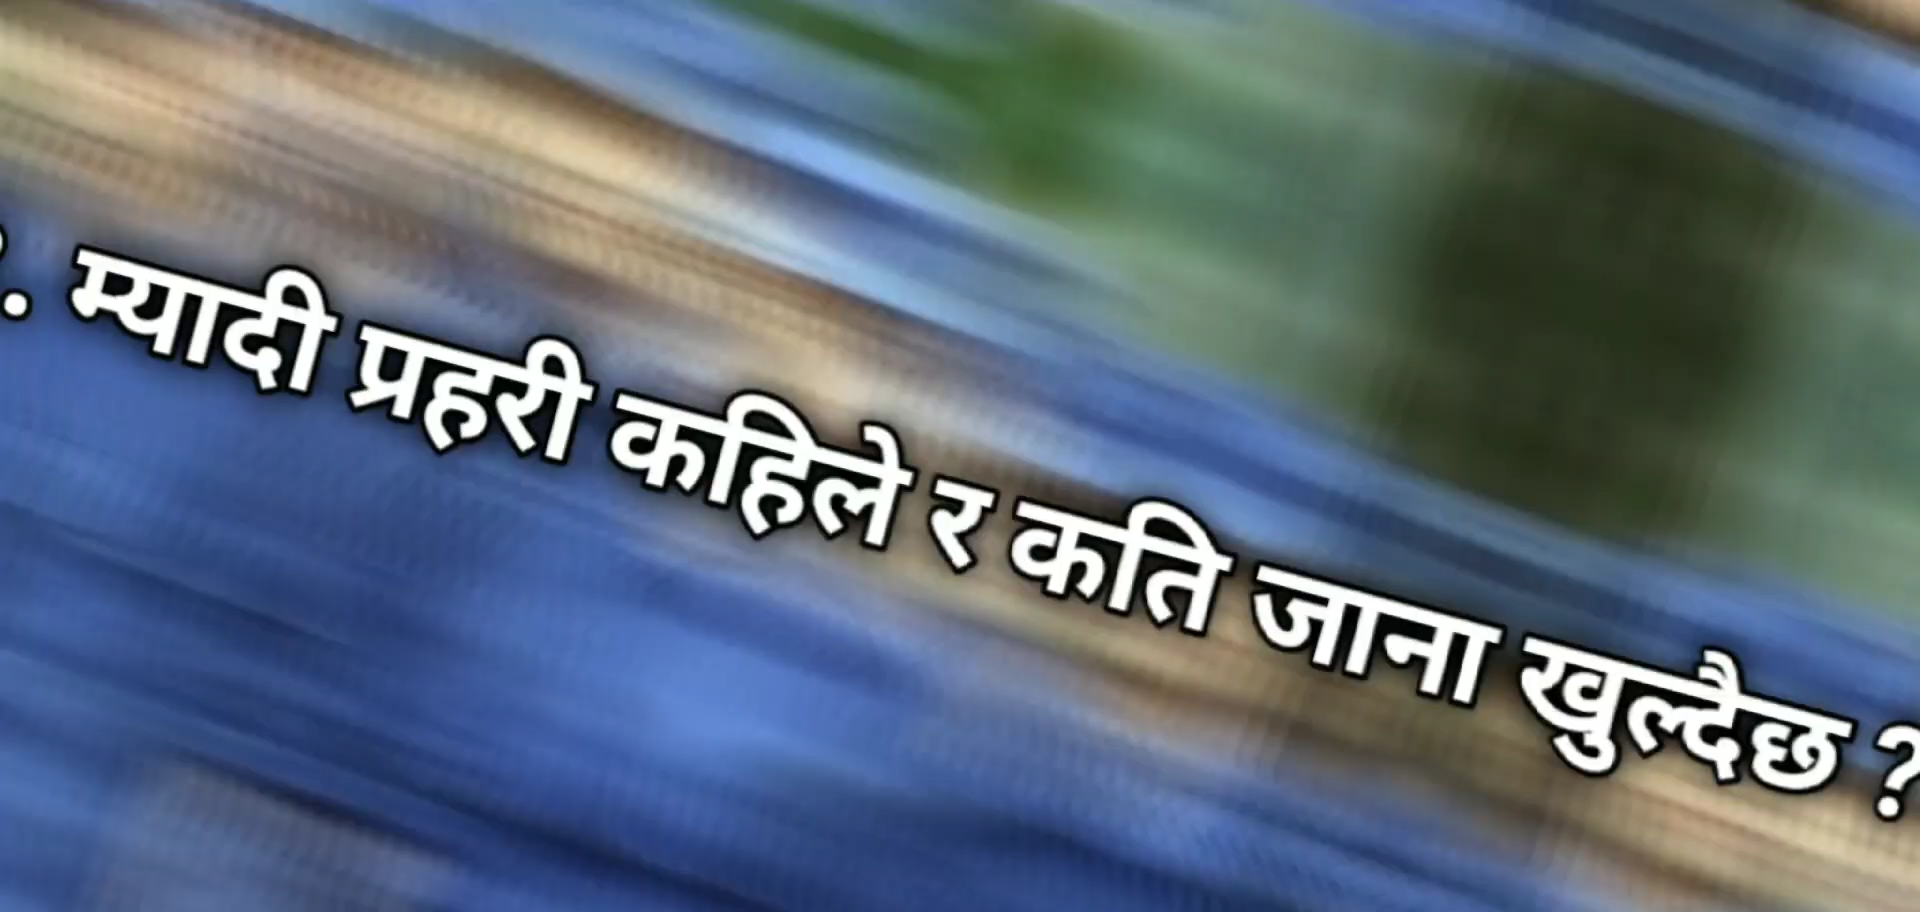 . म्यादी प्रहरी कहिले र कति जाना खुल्दैछ ?